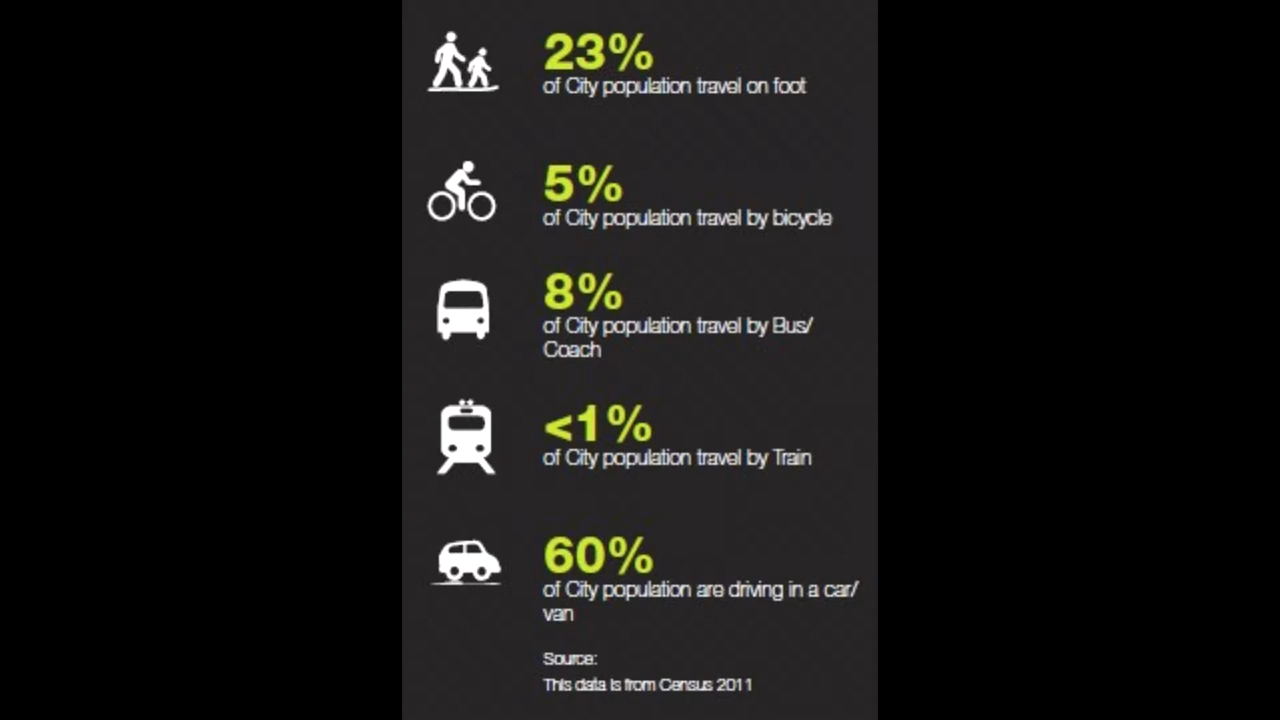 23%
of City population travel on foot
5%
of City population travel by bicycle
8%
of City population travel by Bus/
Coach
<1%
of City population travel by Train
60%
of City population are driving in a car/
van
Source:
This data is from Census 2011